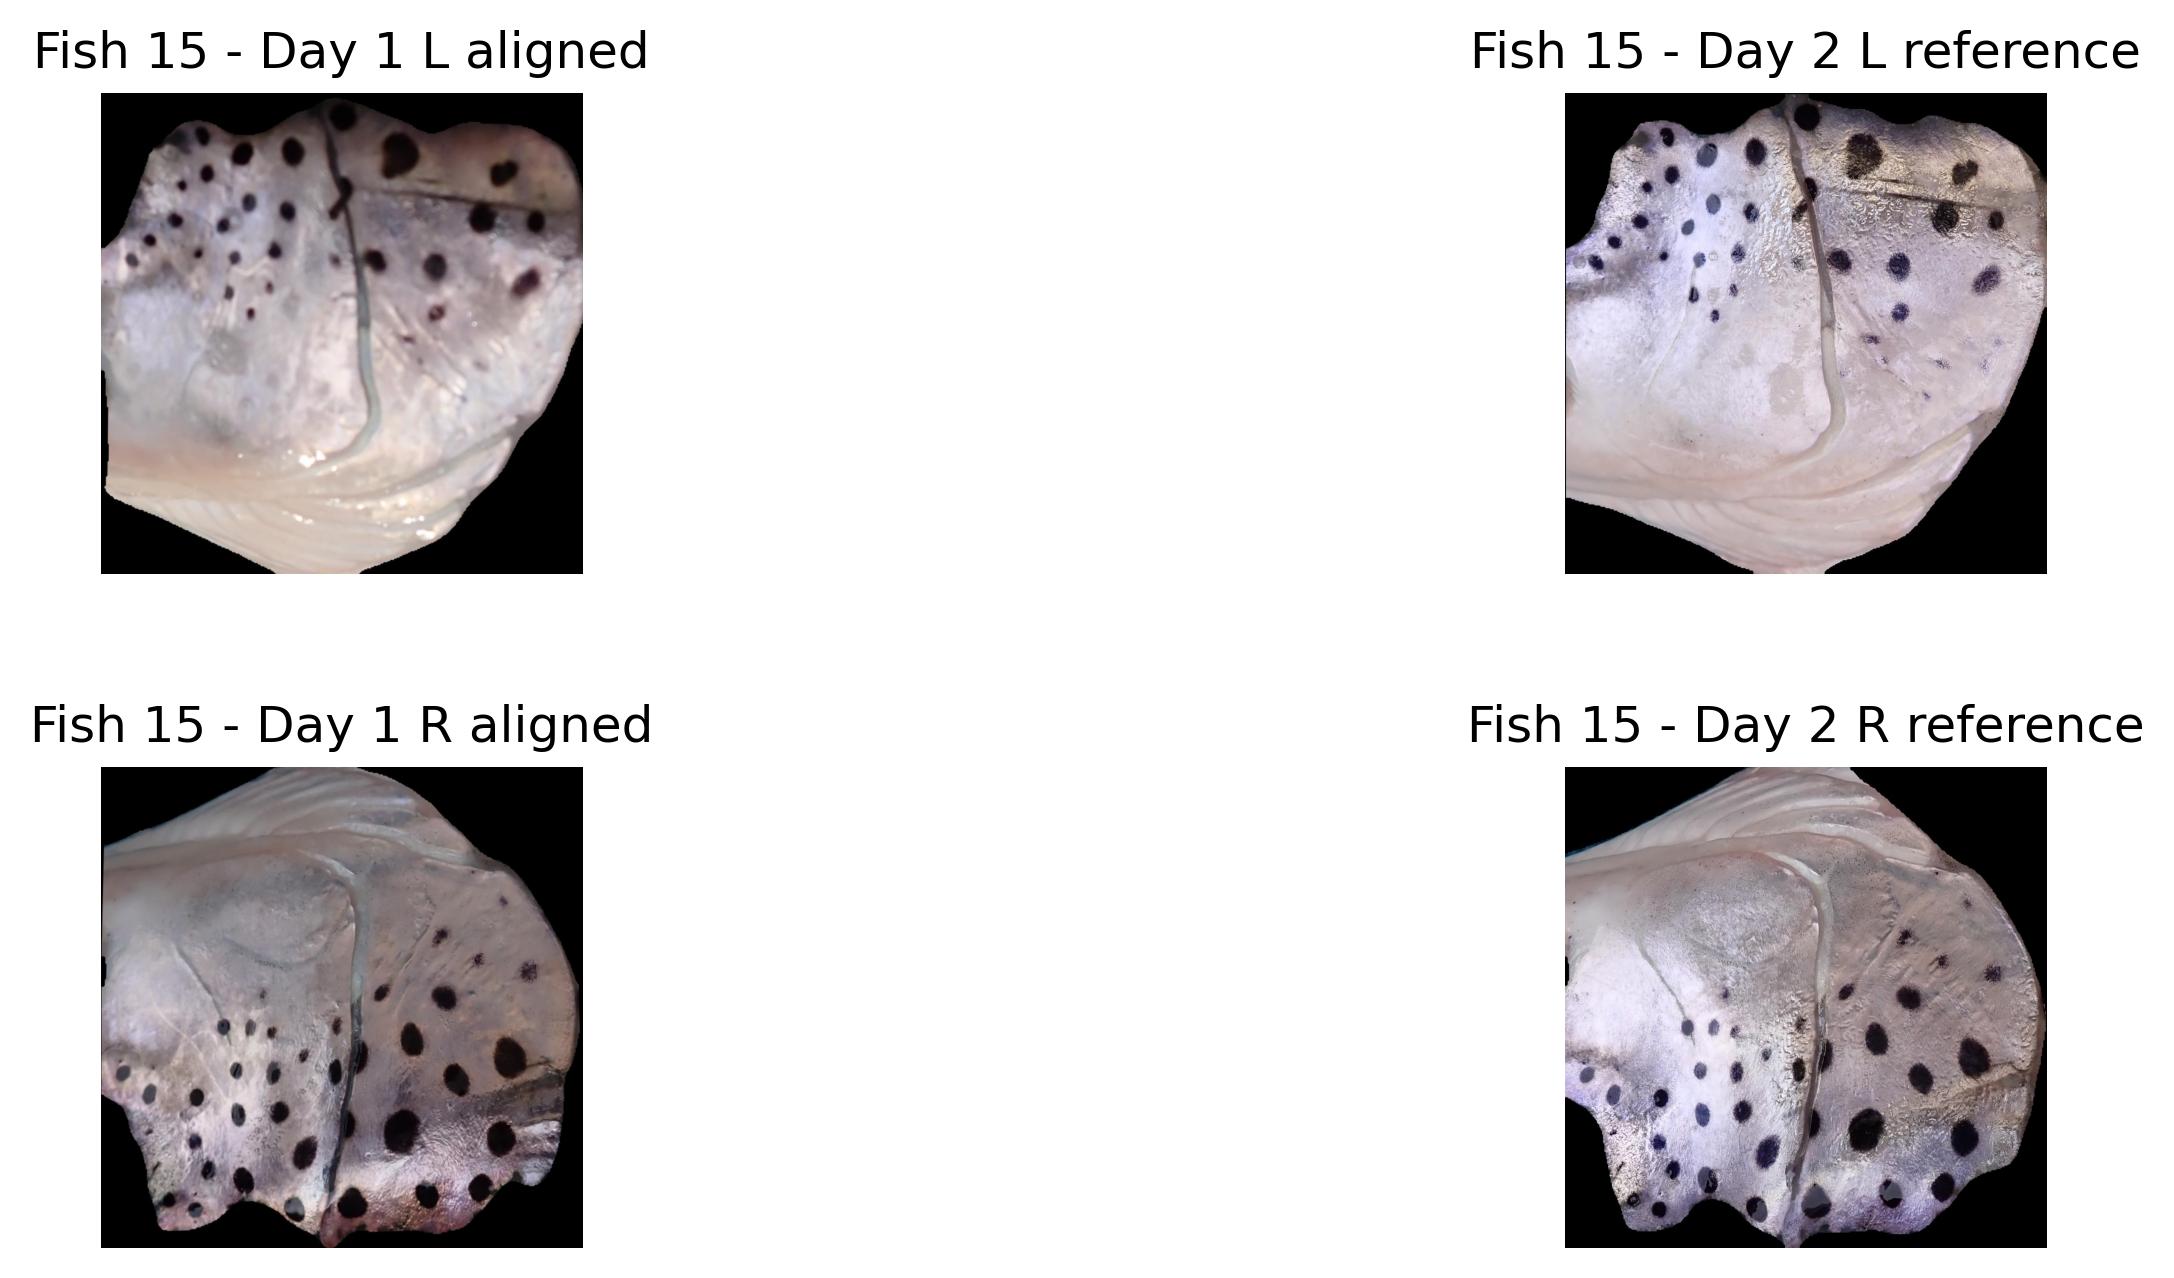 Fish 15 - Day 1 L aligned
Fish 15 - Day 2 L reference
Fish 15 - Day 1 R aligned
Fish 15 - Day 2 R reference